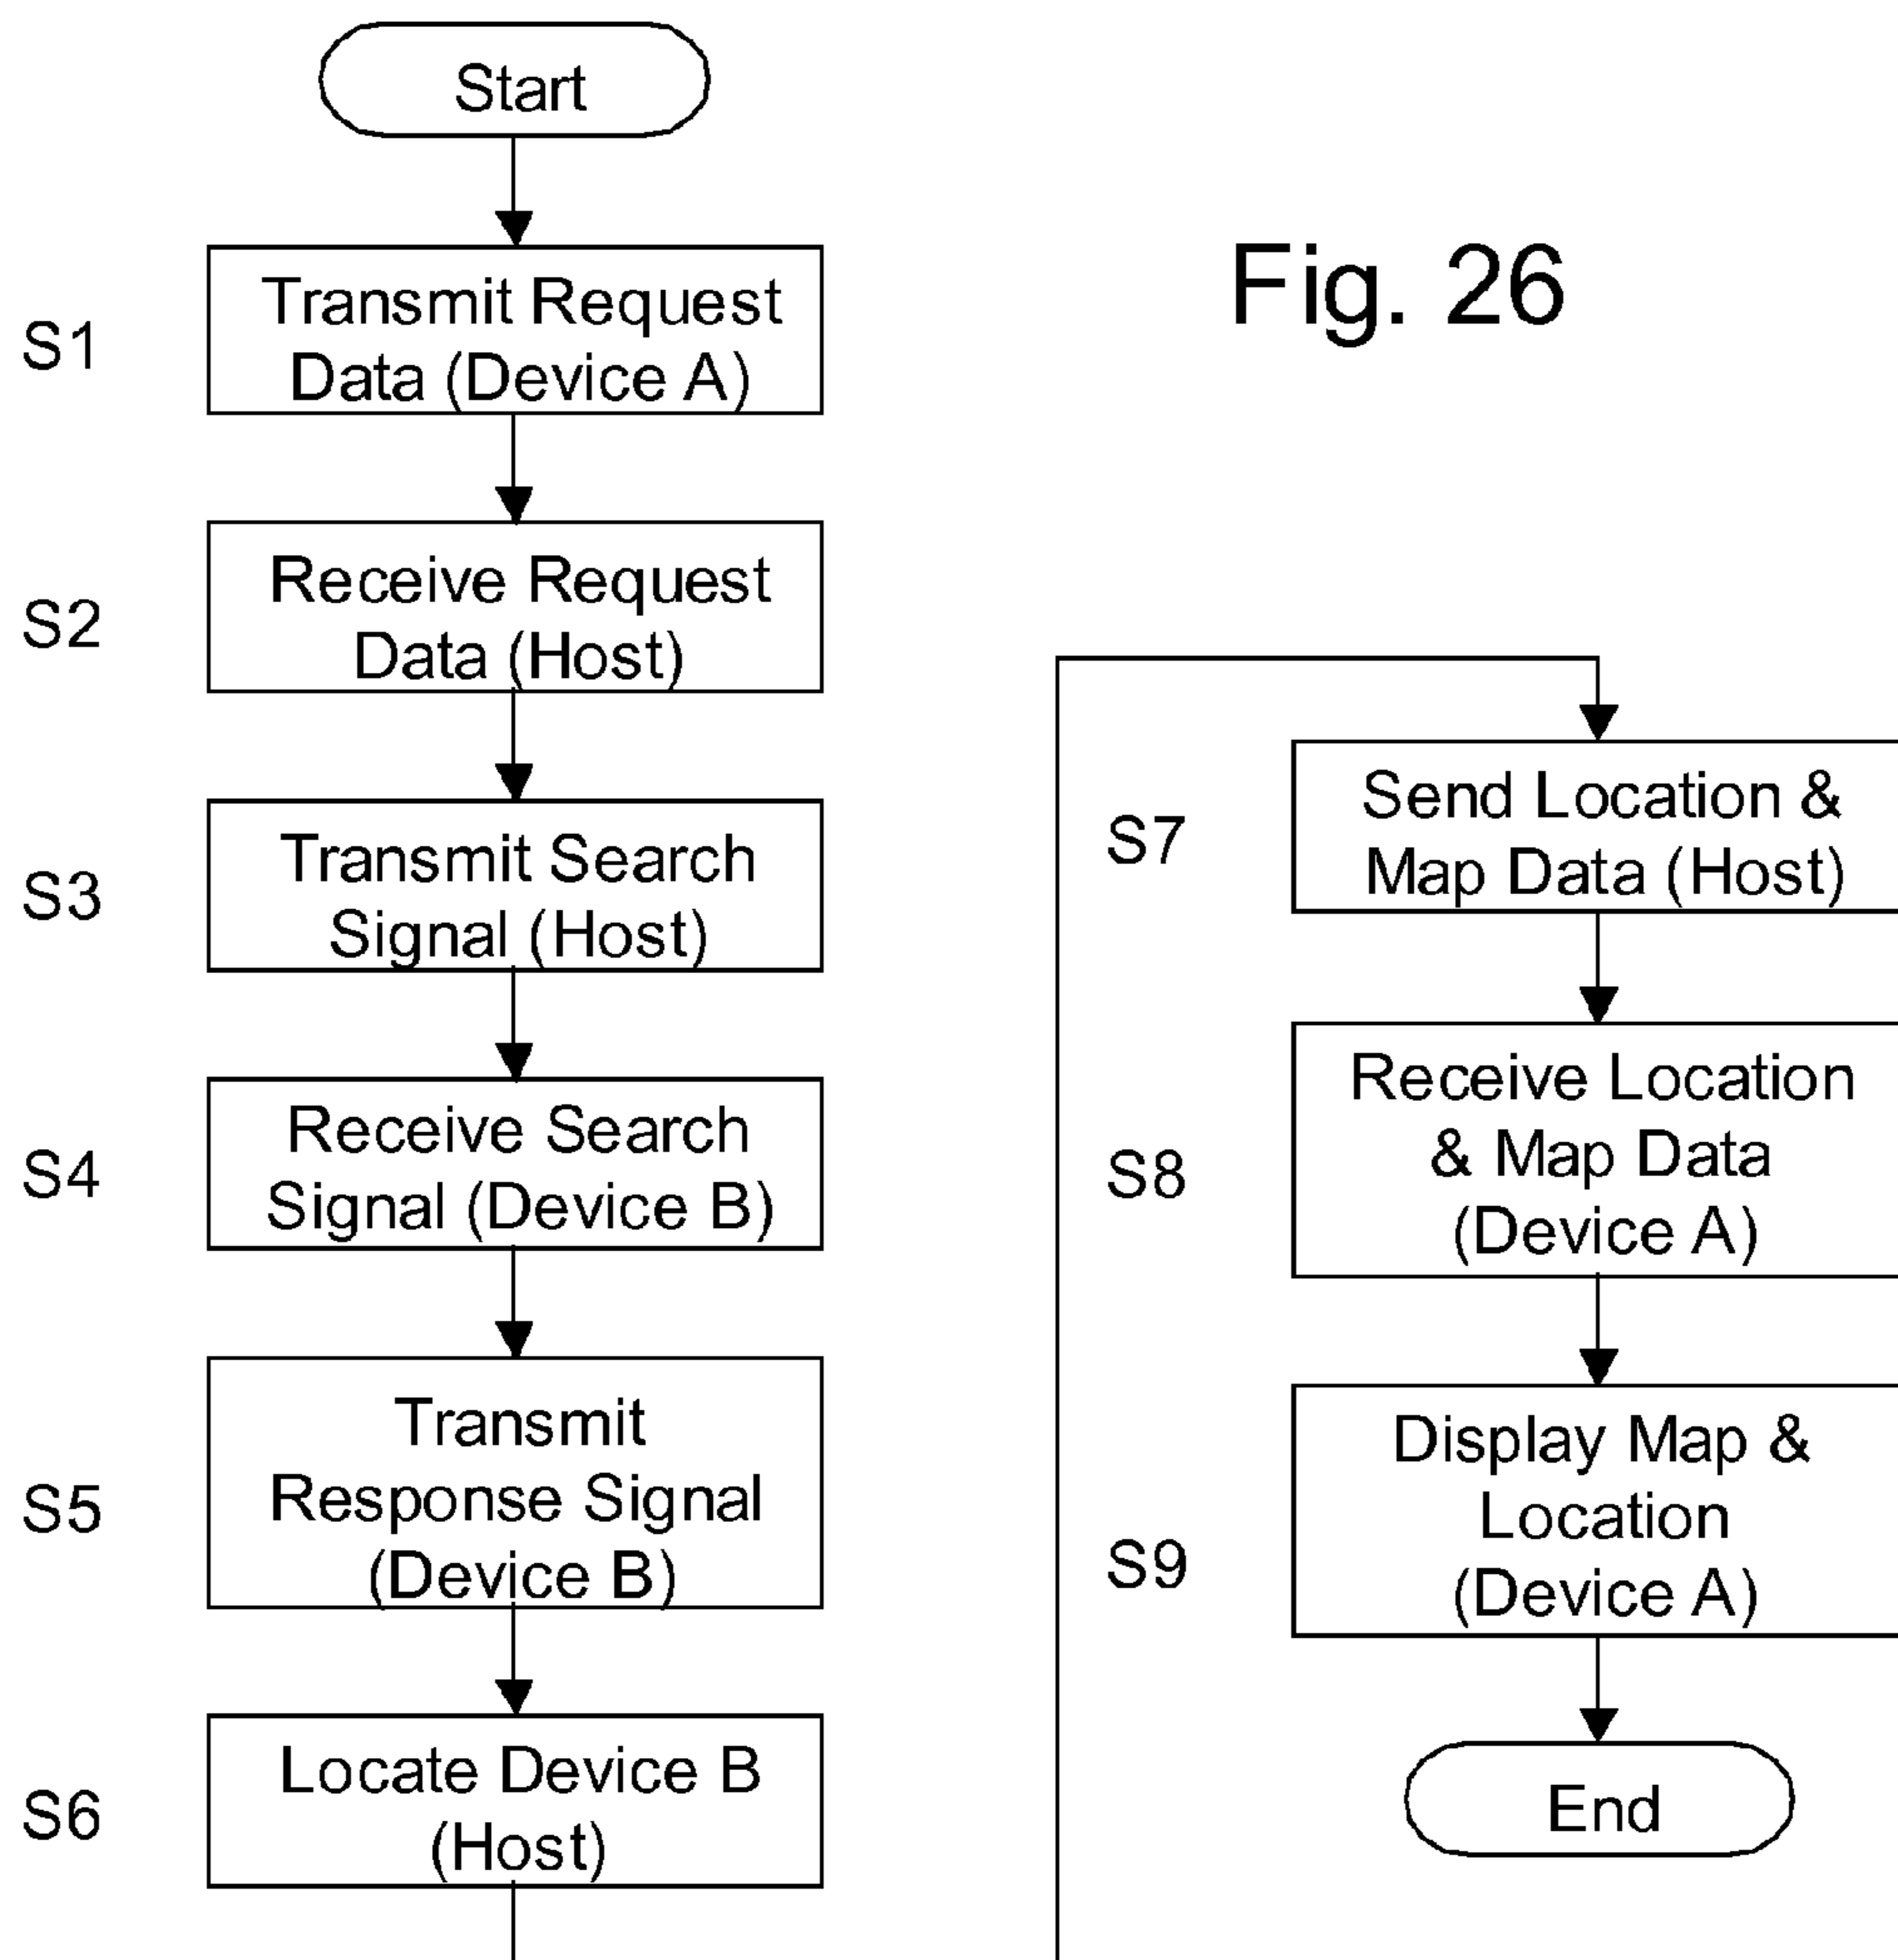 Fig. 26
Start
S1
Transmit Request
Data (Device A)
S2
Receive Request
Data (Host)
S3
Transmit Search
Signal (Host)
S4
Receive Search
Signal (Device B)
S5
Transmit
Response Signal
(Device B)
S6
Locate Device B
(Host)
S7
Send Location &
Map Data (Host)
S8
Receive Location
& Map Data
(Device A)
S9
Display Map &
Location
(Device A)
End